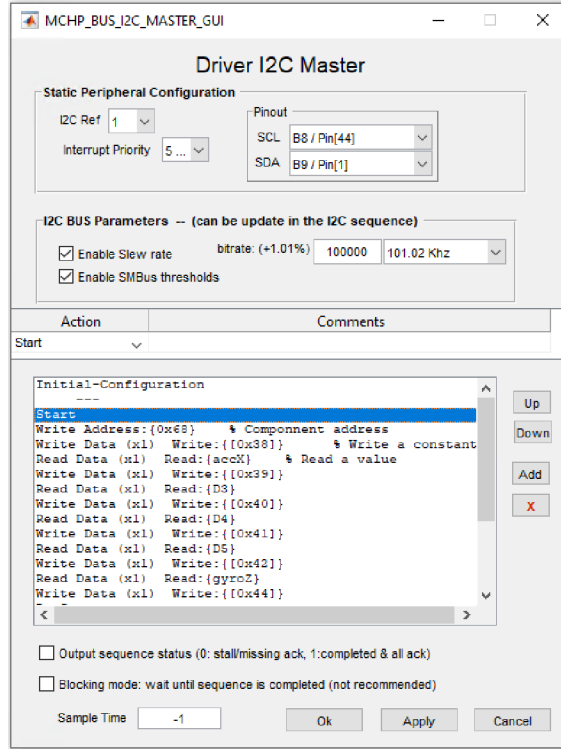 MCHP_BUS_I2C_MASTER_GUI
Driver I2C Master
Static Peripheral Configuration
I2C Ref 1
Interrupt Priority 5 ...
Pinout
SCL B8 / Pin[44]
SDA B9 / Pin[1]
I2C BUS Parameters -- (can be update in the I2C sequence)
Enable Slew rate bitrate: (+1.01%) 100000 101.02 Khz
Enable SMBus thresholds
Action Comments
Start
Initial-Configuration
---
Start
Write Address:{0x68} % Componnent address
Write Data (x1) Write:{[0x38]} % Write a constant
Read Data (x1) Read:{accX} % Read a value
Write Data (x1) Write:{[0x39]}
Read Data (x1) Read:{D3}
Write Data (x1) Write:{[0x40]}
Read Data (x1) Read:{D4}
Write Data (x1) Write:{[0x41]}
Read Data (x1) Read:{D5}
Write Data (x1) Write:{[0x42]}
Read Data (x1) Read:{gyroZ}
Write Data (x1) Write:{[0x44]}
Up
Down
Add
X
Output sequence status (0: stall/missing ack, 1:completed & all ack)
Blocking mode: wait until sequence is completed (not recommended)
Sample Time -1 Ok Apply Cancel